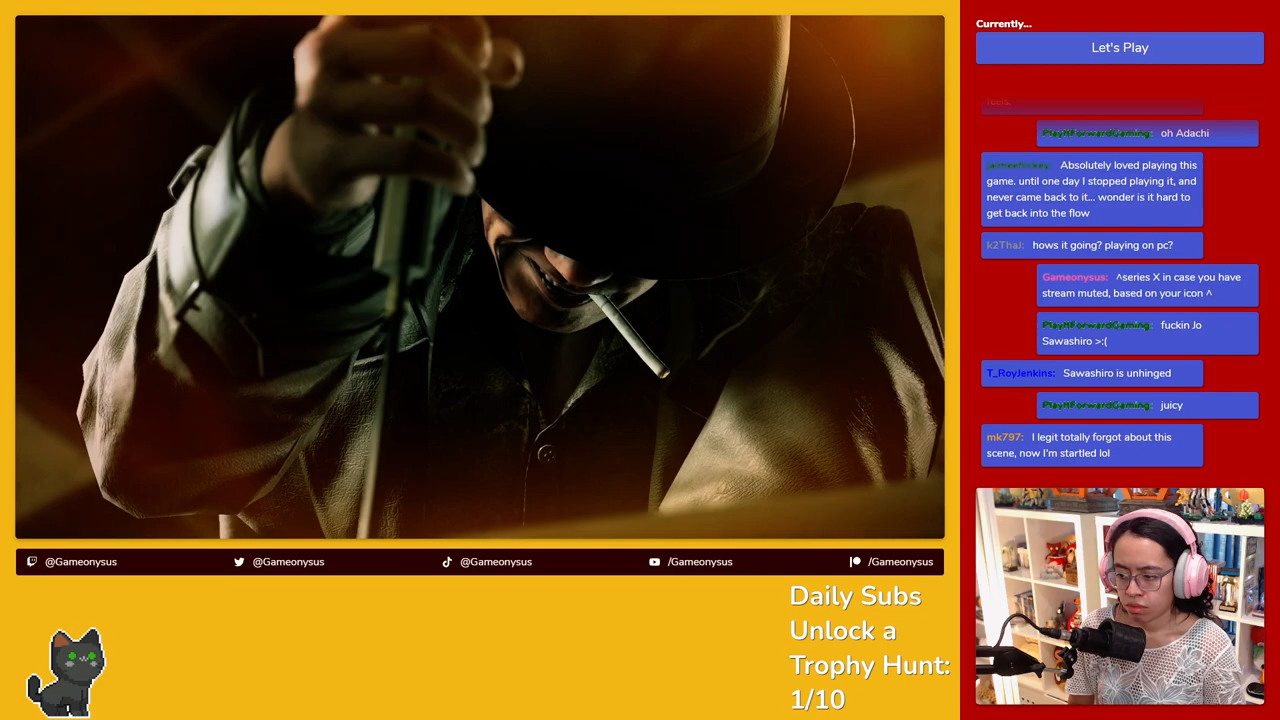 Currently...
Let's Play
PlayItForwardGaming: oh Adachi
Absolutely loved playing this
game. until one day I stopped playing it, and
never came back to it... wonder is it hard to
get back into the flow
k2ThaJ: hows it going? playing on pc?
Gameonysus: ^series X in case you have
stream muted, based on your icon ^
PlayItForwardGaming: fuckin Jo
Sawashiro >:(
T_RoyJenkins: Sawashiro is unhinged
PlayItForwardGaming: juicy
mk797: I legit totally forgot about this
scene, now I'm startled lol
@Gameonysus @Gameonysus @Gameonysus /Gameonysus /Gameonysus
Daily Subs
Unlock a
Trophy Hunt:
1/10